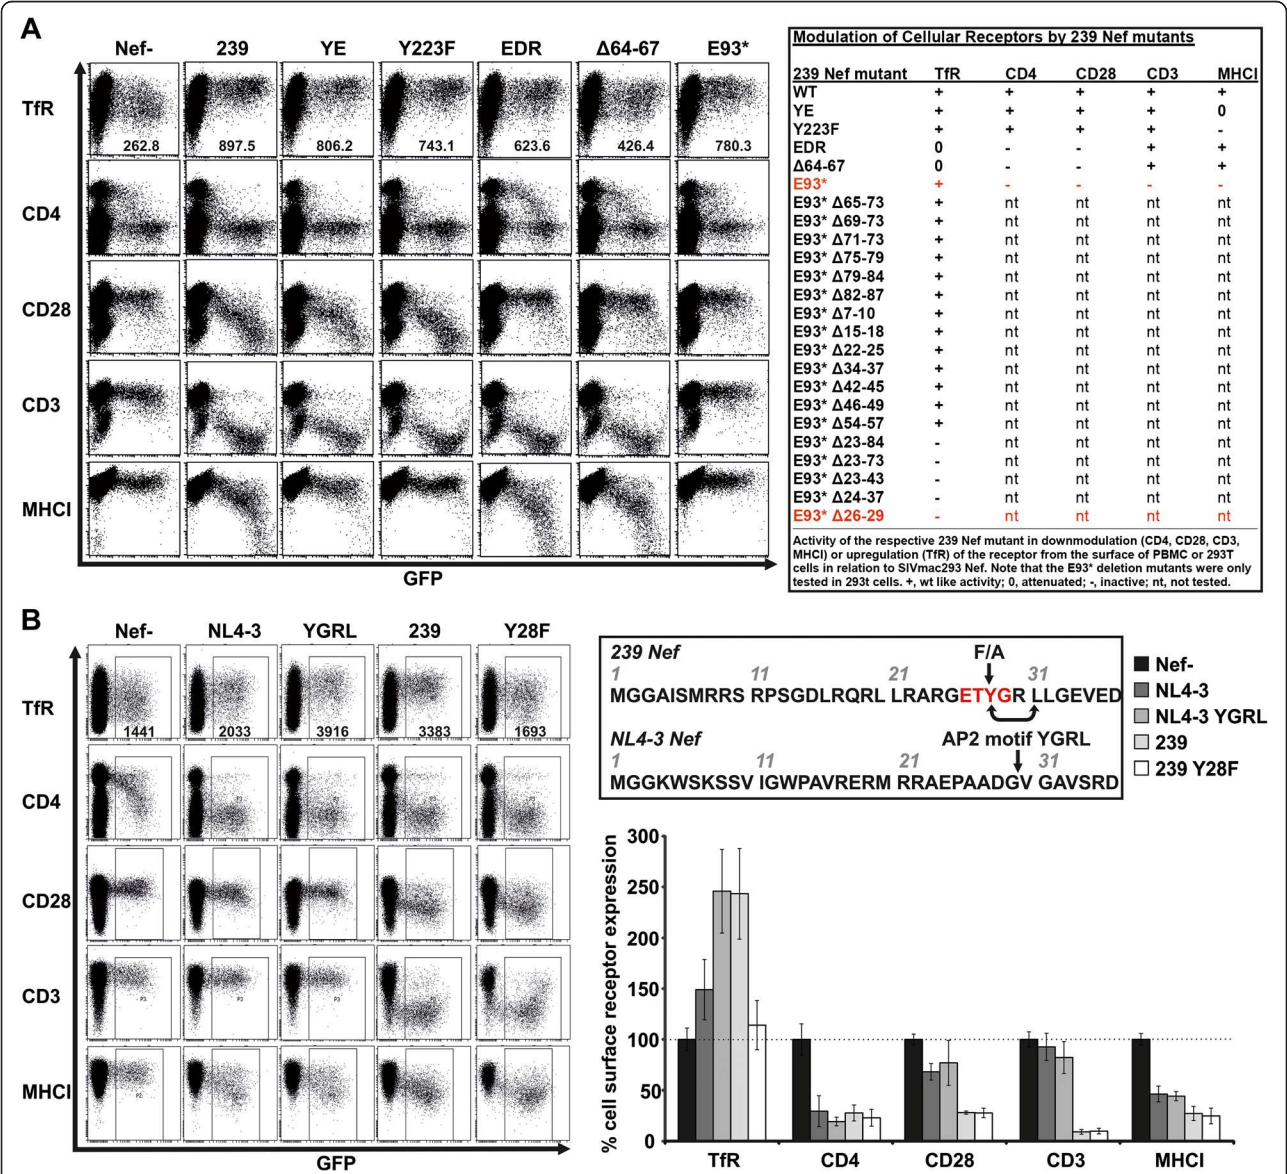 A
Nef- 239 YE Y223F EDR Δ64-67 E93*
TfR
262.8 897.5 806.2 743.1 623.6 426.4 780.3
CD4
CD28
CD3
MHCI
GFP
Modulation of Cellular Receptors by 239 Nef mutants
239 Nef mutant TfR CD4 CD28 CD3 MHCI
WT + + + + +
YE + + + + 0
Y223F + + + + -
EDR 0 - - + +
Δ64-67 0 - - + +
E93* + - - - -
E93* Δ65-73 + nt nt nt nt
E93* Δ69-73 + nt nt nt nt
E93* Δ71-73 + nt nt nt nt
E93* Δ75-79 + nt nt nt nt
E93* Δ79-84 + nt nt nt nt
E93* Δ82-87 + nt nt nt nt
E93* Δ7-10 + nt nt nt nt
E93* Δ15-18 + nt nt nt nt
E93* Δ22-25 + nt nt nt nt
E93* Δ34-37 + nt nt nt nt
E93* Δ42-45 + nt nt nt nt
E93* Δ46-49 + nt nt nt nt
E93* Δ54-57 + nt nt nt nt
E93* Δ23-84 - nt nt nt nt
E93* Δ23-73 - nt nt nt nt
E93* Δ23-43 - nt nt nt nt
E93* Δ24-37 - nt nt nt nt
E93* Δ26-29 - nt nt nt nt
Activity of the respective 239 Nef mutant in downmodulation (CD4, CD28, CD3,
MHCI) or upregulation (TfR) of the receptor from the surface of PBMC or 293T
cells in relation to SIVmac293 Nef. Note that the E93* deletion mutants were only
tested in 293t cells. +, wt like activity; 0, attenuated; -, inactive; nt, not tested.
B
Nef- NL4-3 YGRL 239 Y28F
TfR
1441 2033 3916 3383 1693
CD4
CD28
CD3
P3 P3 P3
MHCI
GFP
239 Nef F/A
1 11 21 31
MGGAISMRRS RPSGDLRQRL LRARGETYGR LLGEVED
NL4-3 Nef AP2 motif YGRL
1 11 21 31
MGGKWSKSSV IGWPAVRERM RRAEPAADGV GAVSRD
Nef-
NL4-3
NL4-3 YGRL
239
239 Y28F
% cell surface receptor expression
300
250
200
150
100
50
0
TfR CD4 CD28 CD3 MHCI